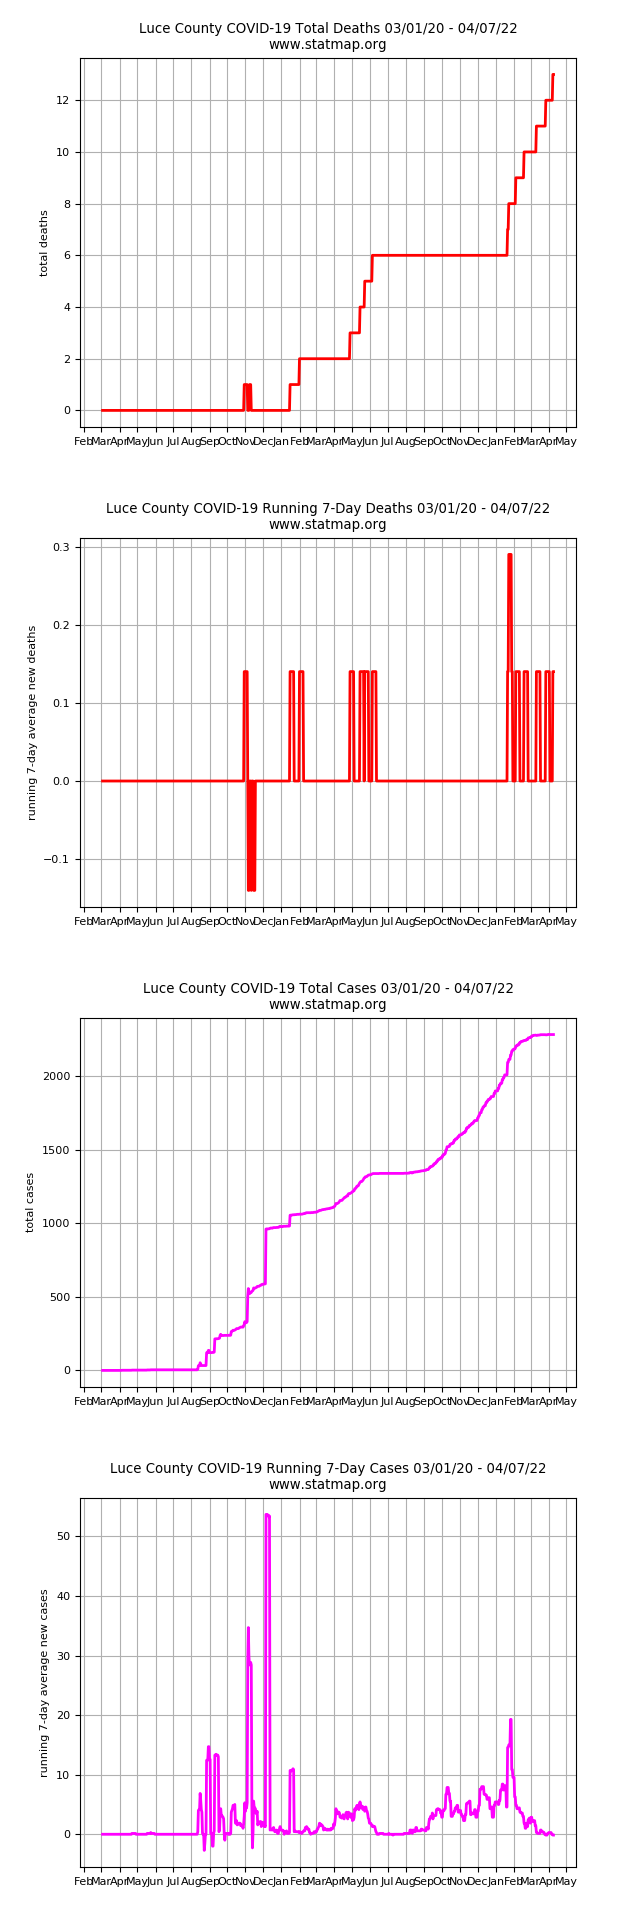 Luce County COVID-19 Total Deaths 03/01/20 - 04/07/22
www.statmap.org
12
10
8
6
4
2
0
total deaths
Feb Mar Apr May Jun Jul Aug Sep Oct Nov Dec Jan Feb Mar Apr May Jun Jul Aug Sep Oct Nov Dec Jan Feb Mar Apr May
Luce County COVID-19 Running 7-Day Deaths 03/01/20 - 04/07/22
www.statmap.org
0.3
0.2
0.1
0.0
−0.1
running 7-day average new deaths
Feb Mar Apr May Jun Jul Aug Sep Oct Nov Dec Jan Feb Mar Apr May Jun Jul Aug Sep Oct Nov Dec Jan Feb Mar Apr May
Luce County COVID-19 Total Cases 03/01/20 - 04/07/22
www.statmap.org
2000
1500
1000
500
0
total cases
Feb Mar Apr May Jun Jul Aug Sep Oct Nov Dec Jan Feb Mar Apr May Jun Jul Aug Sep Oct Nov Dec Jan Feb Mar Apr May
Luce County COVID-19 Running 7-Day Cases 03/01/20 - 04/07/22
www.statmap.org
50
40
30
20
10
0
running 7-day average new cases
Feb Mar Apr May Jun Jul Aug Sep Oct Nov Dec Jan Feb Mar Apr May Jun Jul Aug Sep Oct Nov Dec Jan Feb Mar Apr May